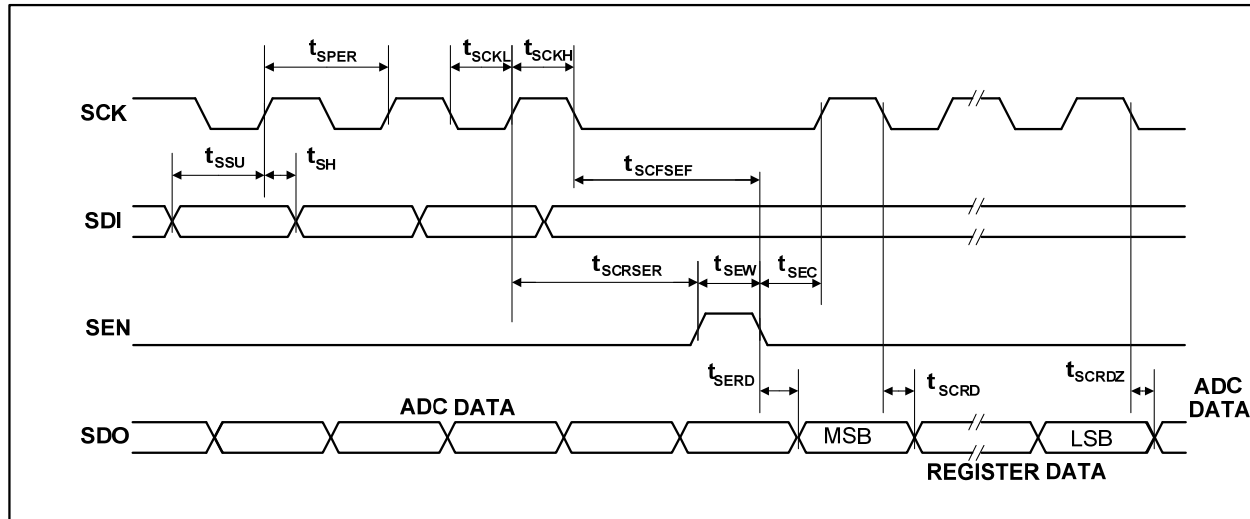 tSPER
tSCKL
tSCKH
SCK
tSSU
tSH
tSCFSEF
SDI
tSCRSER
tSEW
tSEC
SEN
tSERD
tSCRD
tSCRDZ
ADC
DATA
ADC DATA
SDO
MSB
LSB
REGISTER DATA